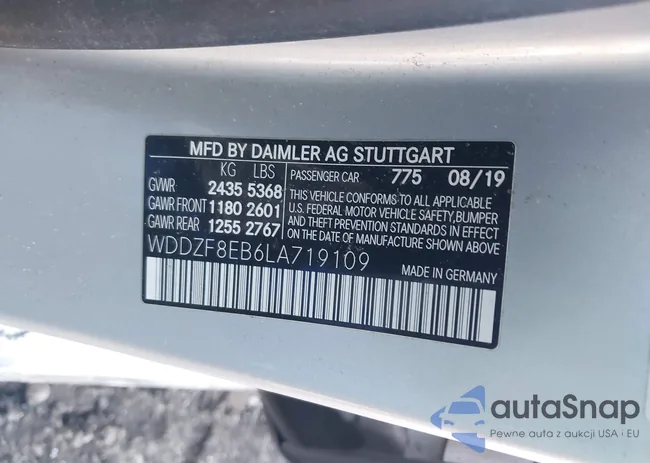 MFD BY DAIMLER AG STUTTGART
KG LBS
GVWR 2435 5368
GAWR FRONT 1180 2601
GAWR REAR 1255 2767
PASSENGER CAR 775 08/19
THIS VEHICLE CONFORMS TO ALL APPLICABLE
U.S. FEDERAL MOTOR VEHICLE SAFETY, BUMPER
AND THEFT PREVENTION STANDARDS IN EFFECT
ON THE DATE OF MANUFACTURE SHOWN ABOVE.
WDDZF8EB6LA719109
MADE IN GERMANY
autaSnap
Pewne auta z aukcji USA i EU